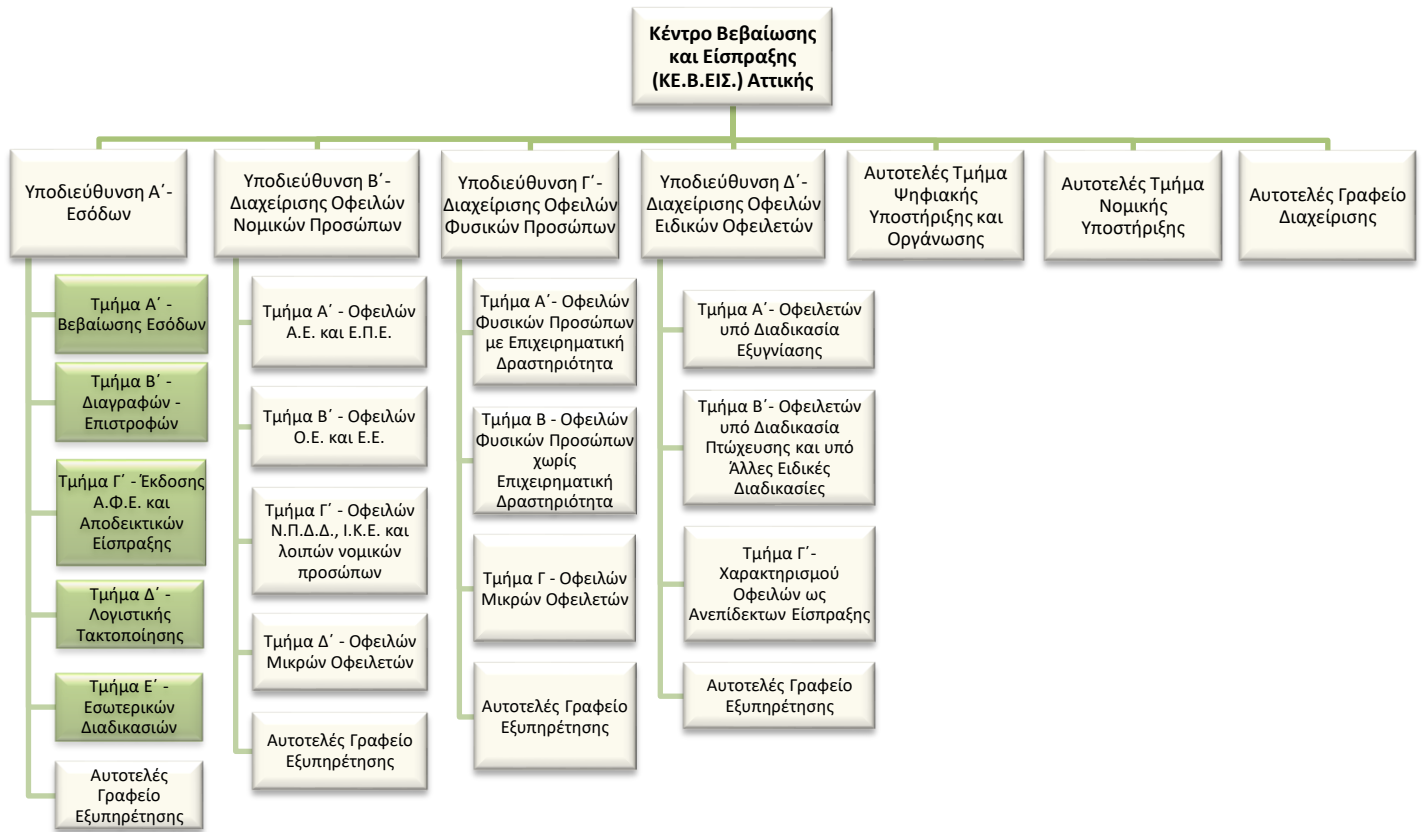 Κέντρο Βεβαίωσης
και Είσπραξης
(ΚΕ.Β.ΕΙΣ.) Αττικής
Υποδιεύθυνση Α΄-
Εσόδων
Τμήμα Α΄ -
Βεβαίωσης Εσόδων
Τμήμα Β΄ -
Διαγραφών -
Επιστροφών
Τμήμα Γ΄ - Έκδοσης
Α.Φ.Ε. και
Αποδεικτικών
Είσπραξης
Τμήμα Δ΄ -
Λογιστικής
Τακτοποίησης
Τμήμα Ε΄ -
Εσωτερικών
Διαδικασιών
Αυτοτελές
Γραφείο
Εξυπηρέτησης
Υποδιεύθυνση Β΄-
Διαχείρισης Οφειλών
Νομικών Προσώπων
Τμήμα Α΄ - Οφειλών
Α.Ε. και Ε.Π.Ε.
Τμήμα Β΄ - Οφειλών
Ο.Ε. και Ε.Ε.
Τμήμα Γ΄ - Οφειλών
Ν.Π.Δ.Δ., Ι.Κ.Ε. και
λοιπών νομικών
προσώπων
Τμήμα Δ΄ - Οφειλών
Μικρών Οφειλετών
Αυτοτελές Γραφείο
Εξυπηρέτησης
Υποδιεύθυνση Γ΄-
Διαχείρισης Οφειλών
Φυσικών Προσώπων
Τμήμα Α΄- Οφειλών
Φυσικών Προσώπων
με Επιχειρηματική
Δραστηριότητα
Τμήμα Β - Οφειλών
Φυσικών Προσώπων
χωρίς
Επιχειρηματική
Δραστηριότητα
Τμήμα Γ - Οφειλών
Μικρών Οφειλετών
Αυτοτελές Γραφείο
Εξυπηρέτησης
Υποδιεύθυνση Δ΄-
Διαχείρισης Οφειλών
Ειδικών Οφειλετών
Τμήμα Α΄- Οφειλετών
υπό Διαδικασία
Εξυγνίασης
Τμήμα Β΄- Οφειλετών
υπό Διαδικασία
Πτώχευσης και υπό
Άλλες Ειδικές
Διαδικασίες
Τμήμα Γ΄-
Χαρακτηρισμού
Οφειλών ως
Ανεπίδεκτων Είσπραξης
Αυτοτελές Γραφείο
Εξυπηρέτησης
Αυτοτελές Τμήμα
Ψηφιακής
Υποστήριξης και
Οργάνωσης
Αυτοτελές Τμήμα
Νομικής
Υποστήριξης
Αυτοτελές Γραφείο
Διαχείρισης